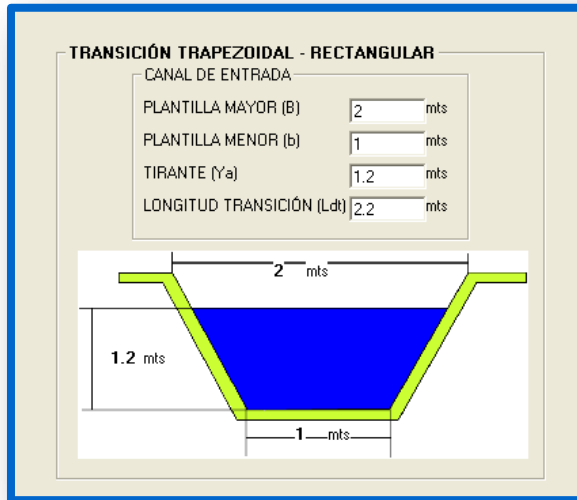 TRANSICIÓN TRAPEZOIDAL - RECTANGULAR
CANAL DE ENTRADA
PLANTILLA MAYOR (B) 2 mts
PLANTILLA MENOR (b) 1 mts
TIRANTE (Ya) 1.2 mts
LONGITUD TRANSICIÓN (Ldt) 2.2 mts
2 mts
1.2 mts
1 mts